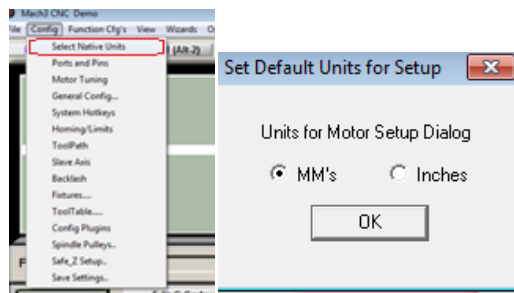 Mach3 CNC Demo
File Config Function Cfg's View Wizards
Select Native Units
(Alt-2)
Ports and Pins
Motor Tuning
General Config...
System Hotkeys
Homing/Limits
ToolPath
Slave Axis
Backlash
Fixtures....
ToolTable.....
Config Plugins
Spindle Pulleys..
Safe_Z Setup..
Save Settings..
Set Default Units for Setup
Units for Motor Setup Dialog
MM's Inches
OK